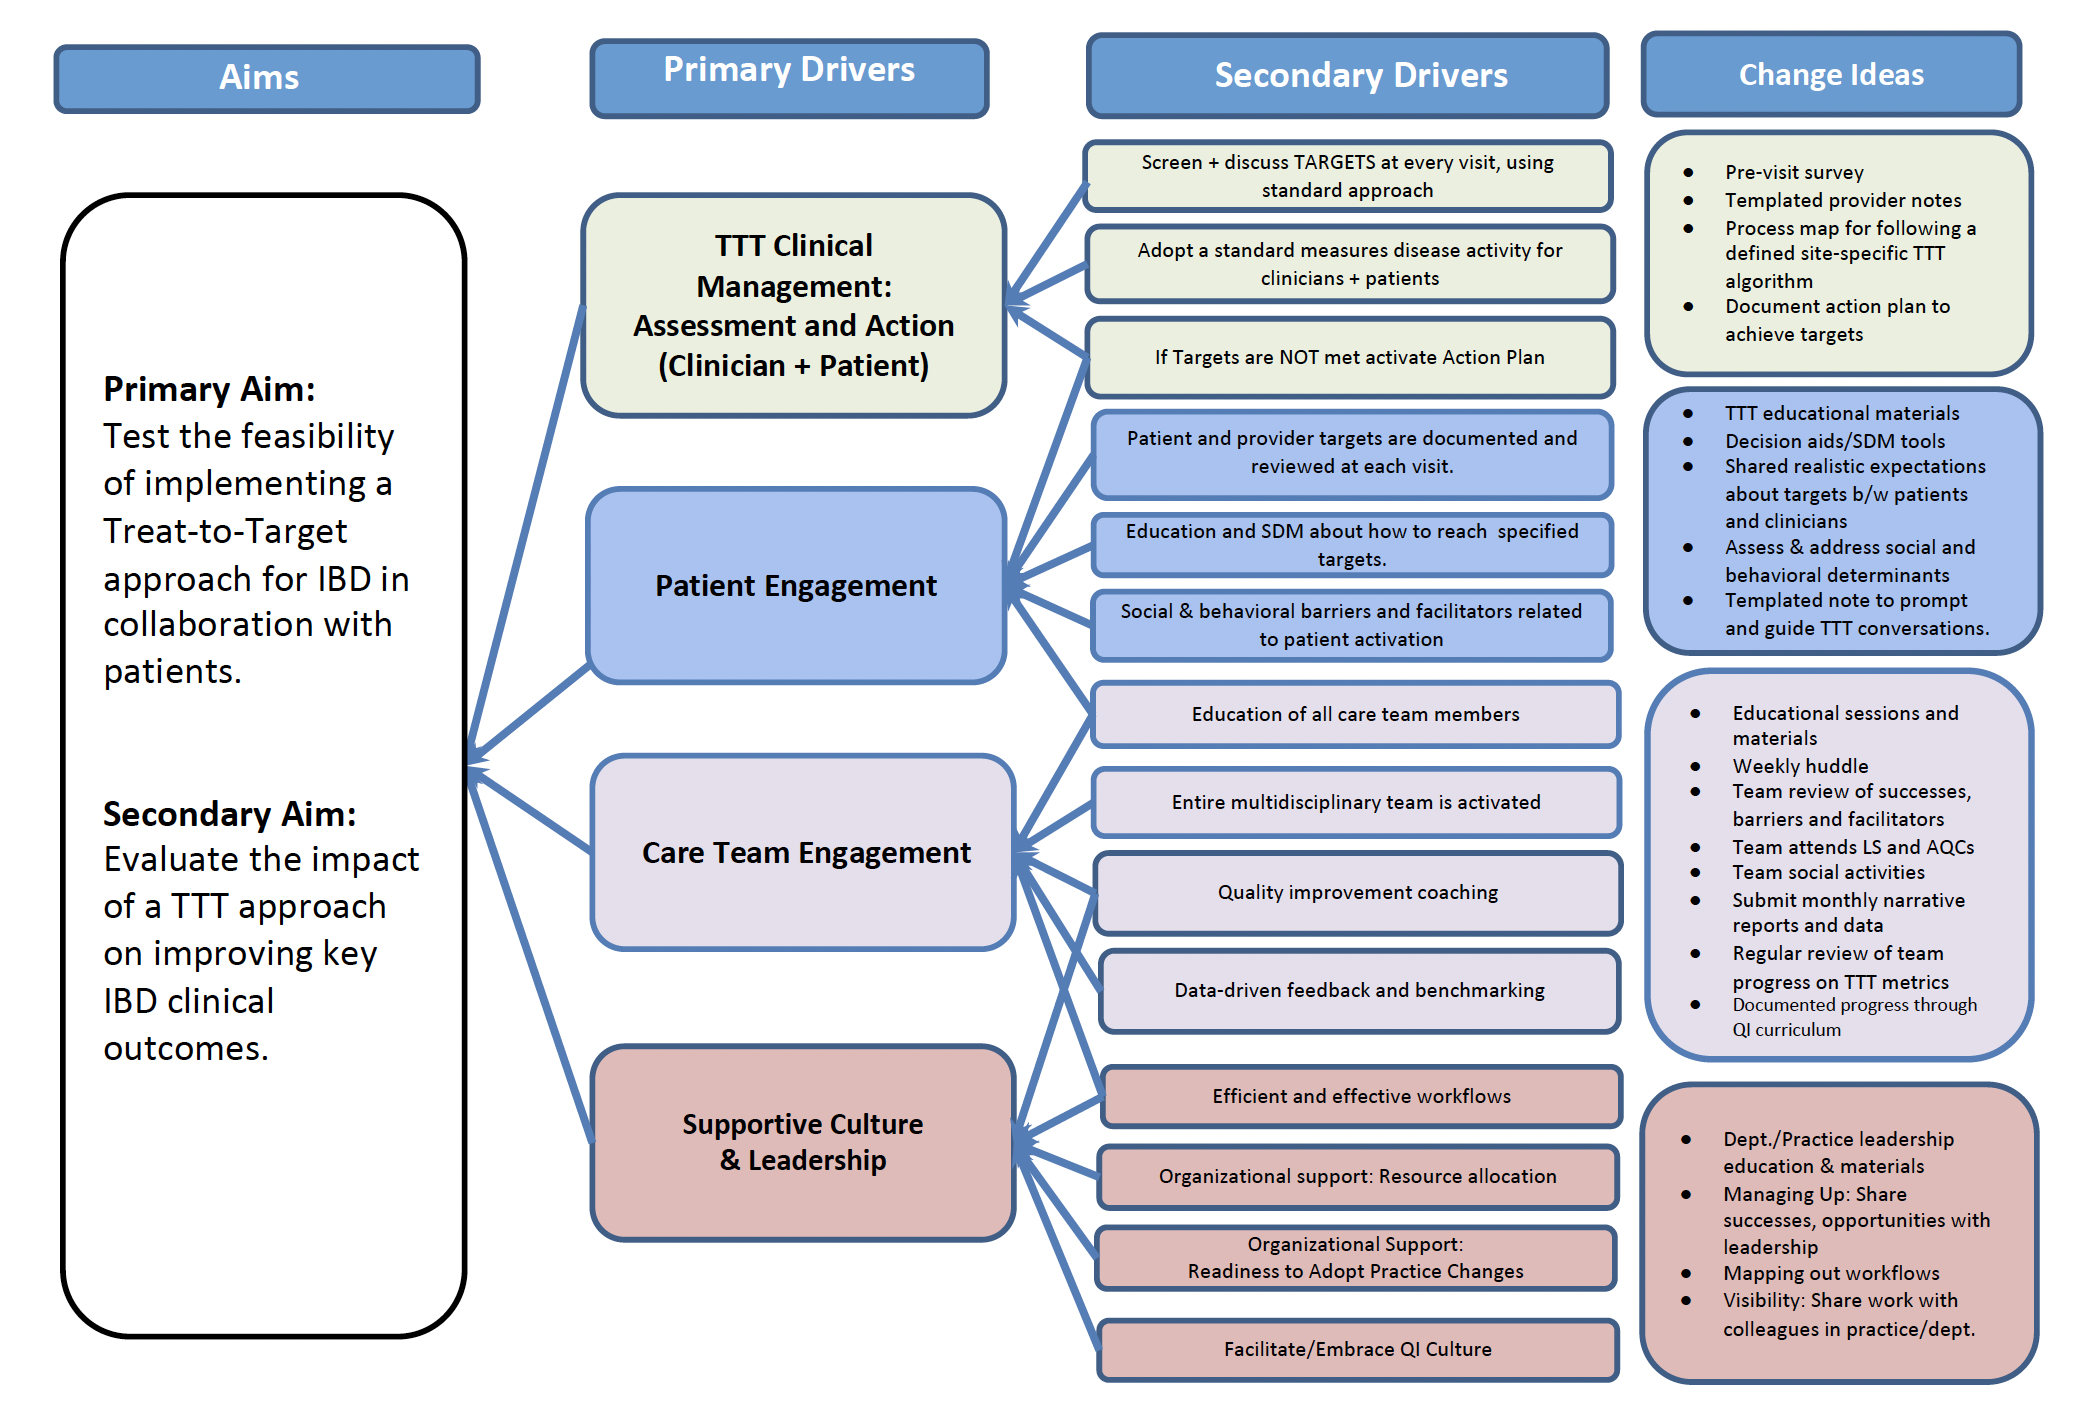 Aims
Primary Drivers
Secondary Drivers
Change Ideas
Primary Aim:
Test the feasibility
of implementing a
Treat-to-Target
approach for IBD in
collaboration with
patients.
Secondary Aim:
Evaluate the impact
of a TTT approach
on improving key
IBD clinical
outcomes.
TTT Clinical
Management:
Assessment and Action
(Clinician + Patient)
Patient Engagement
Care Team Engagement
Supportive Culture
& Leadership
Screen + discuss TARGETS at every visit, using
standard approach
Adopt a standard measures disease activity for
clinicians + patients
If Targets are NOT met activate Action Plan
Patient and provider targets are documented and
reviewed at each visit.
Education and SDM about how to reach  specified
targets.
Social & behavioral barriers and facilitators related
to patient activation
Education of all care team members
Entire multidisciplinary team is activated
Quality improvement coaching
Data-driven feedback and benchmarking
Efficient and effective workflows
Organizational support: Resource allocation
Organizational Support:
Readiness to Adopt Practice Changes
Facilitate/Embrace QI Culture
● Pre-visit survey
● Templated provider notes
● Process map for following a
defined site-specific TTT
algorithm
● Document action plan to
achieve targets
● TTT educational materials
● Decision aids/SDM tools
● Shared realistic expectations
about targets b/w patients
and clinicians
● Assess & address social and
behavioral determinants
● Templated note to prompt
and guide TTT conversations.
● Educational sessions and
materials
● Weekly huddle
● Team review of successes,
barriers and facilitators
● Team attends LS and AQCs
● Team social activities
● Submit monthly narrative
reports and data
● Regular review of team
progress on TTT metrics
● Documented progress through
QI curriculum
● Dept./Practice leadership
education & materials
● Managing Up: Share
successes, opportunities with
leadership
● Mapping out workflows
● Visibility: Share work with
colleagues in practice/dept.